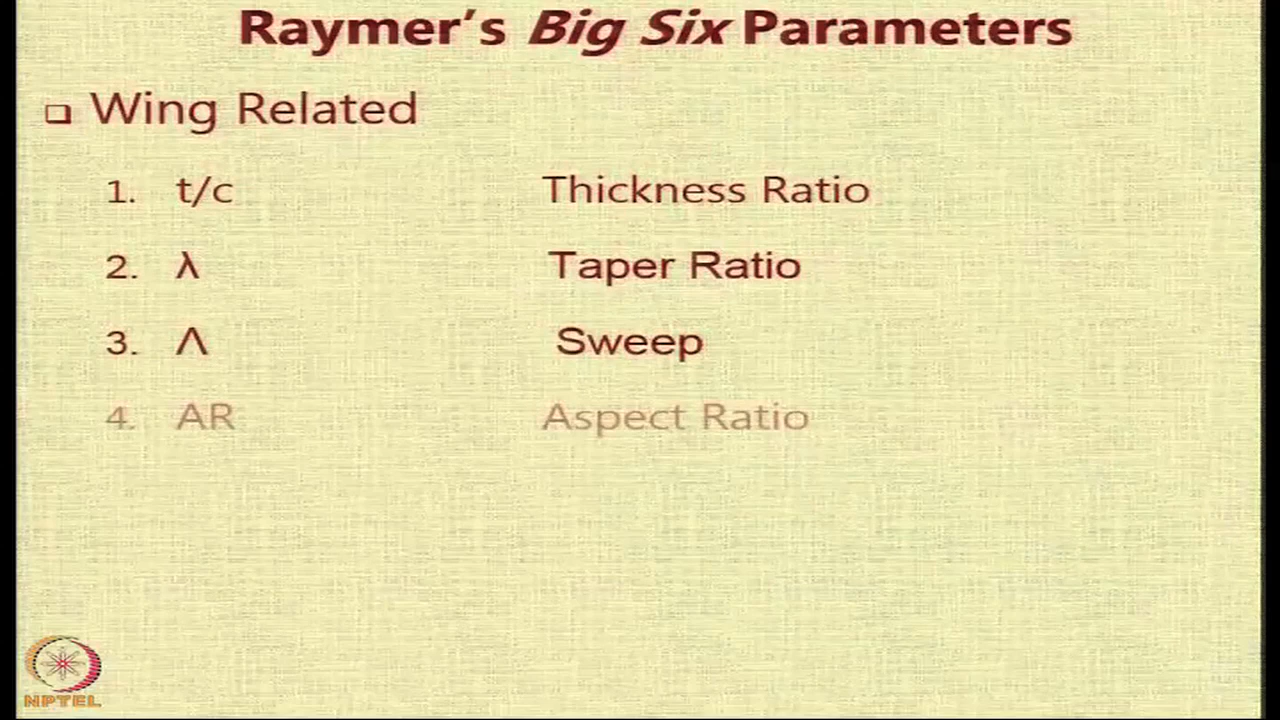 Raymer's Big Six Parameters
❑ Wing Related
1. t/c Thickness Ratio
2. λ Taper Ratio
3. Λ Sweep
4. AR Aspect Ratio
NPTEL